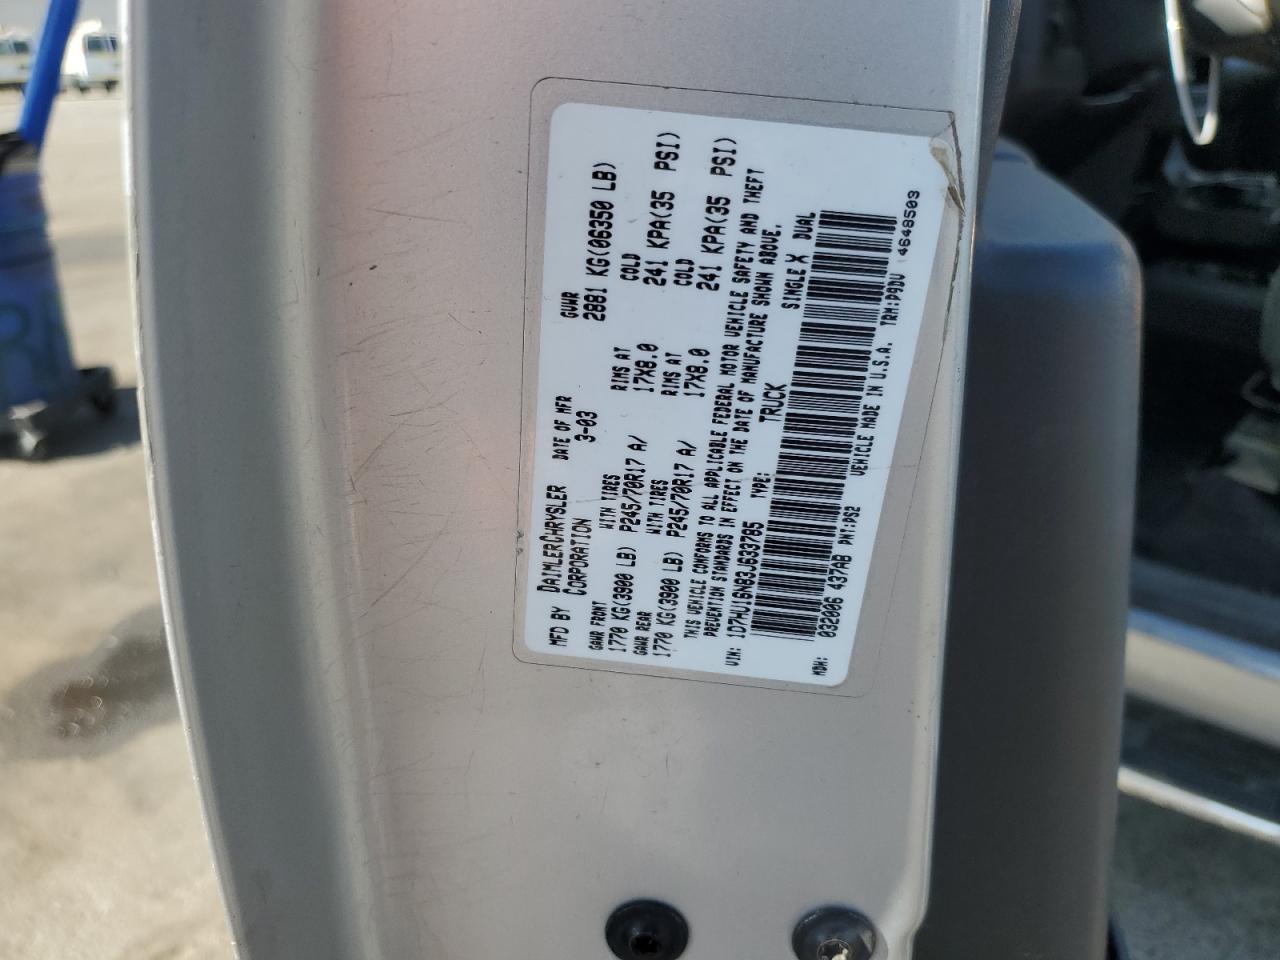 MFD BY DAIMLERCHRYSLER CORPORATION
DATE OF MFR 3-03
GVWR 2881 KG(06350 LB)
GAWR FRONT 1770 KG(3900 LB) WITH TIRES P245/70R17 A/ RIMS AT 17X8.0 COLD 241 KPA(35 PSI)
GAWR REAR 1770 KG(3900 LB) WITH TIRES P245/70R17 A/ RIMS AT 17X8.0 COLD 241 KPA(35 PSI)
THIS VEHICLE CONFORMS TO ALL APPLICABLE FEDERAL MOTOR VEHICLE SAFETY AND THEFT
PREVENTION STANDARDS IN EFFECT ON THE DATE OF MANUFACTURE SHOWN ABOVE.
VIN: 1D7HU16N83J633785 TYPE: TRUCK SINGLE X DUAL
MDH: 032006 437AB PNT:PS2 VEHICLE MADE IN U.S.A. TRM:P9DV 4648503